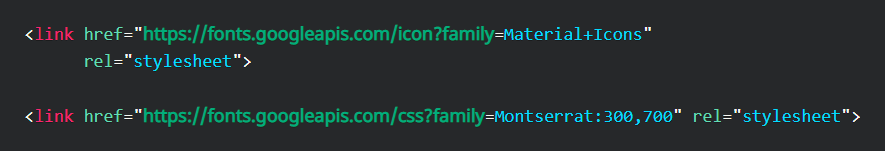 <link href="https://fonts.googleapis.com/icon?family=Material+Icons"
rel="stylesheet">
<link href="https://fonts.googleapis.com/css?family=Montserrat:300,700" rel="stylesheet">